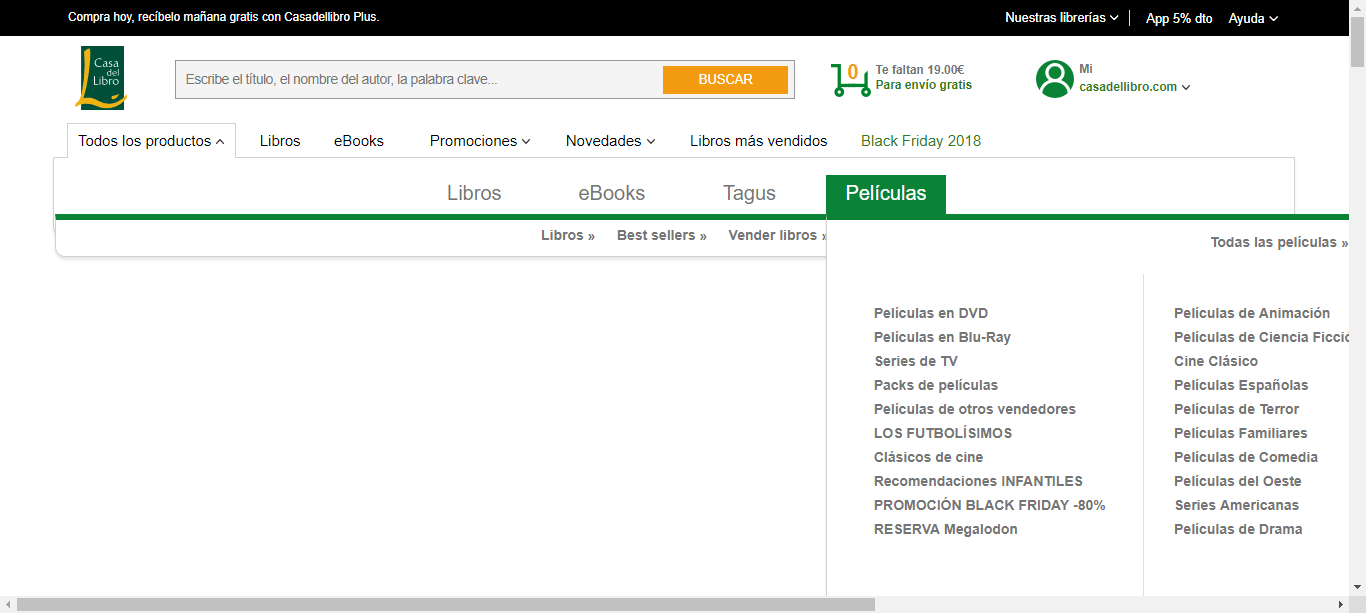 Compra hoy, recíbelo mañana gratis con Casadellibro Plus.
Nuestras librerías
App 5% dto
Ayuda
Casa
del
Libro
Escribe el título, el nombre del autor, la palabra clave...
BUSCAR
0
Te faltan 19.00€
Para envío gratis
Mi
casadellibro.com
Todos los productos
Libros
eBooks
Promociones
Novedades
Libros más vendidos
Black Friday 2018
Libros
eBooks
Tagus
Películas
Libros »
Best sellers »
Vender libros »
Todas las películas »
Películas en DVD
Películas en Blu-Ray
Series de TV
Packs de películas
Películas de otros vendedores
LOS FUTBOLÍSIMOS
Clásicos de cine
Recomendaciones INFANTILES
PROMOCIÓN BLACK FRIDAY -80%
RESERVA Megalodon
Películas de Animación
Películas de Ciencia Ficció
Cine Clásico
Películas Españolas
Películas de Terror
Películas Familiares
Películas de Comedia
Películas del Oeste
Series Americanas
Películas de Drama